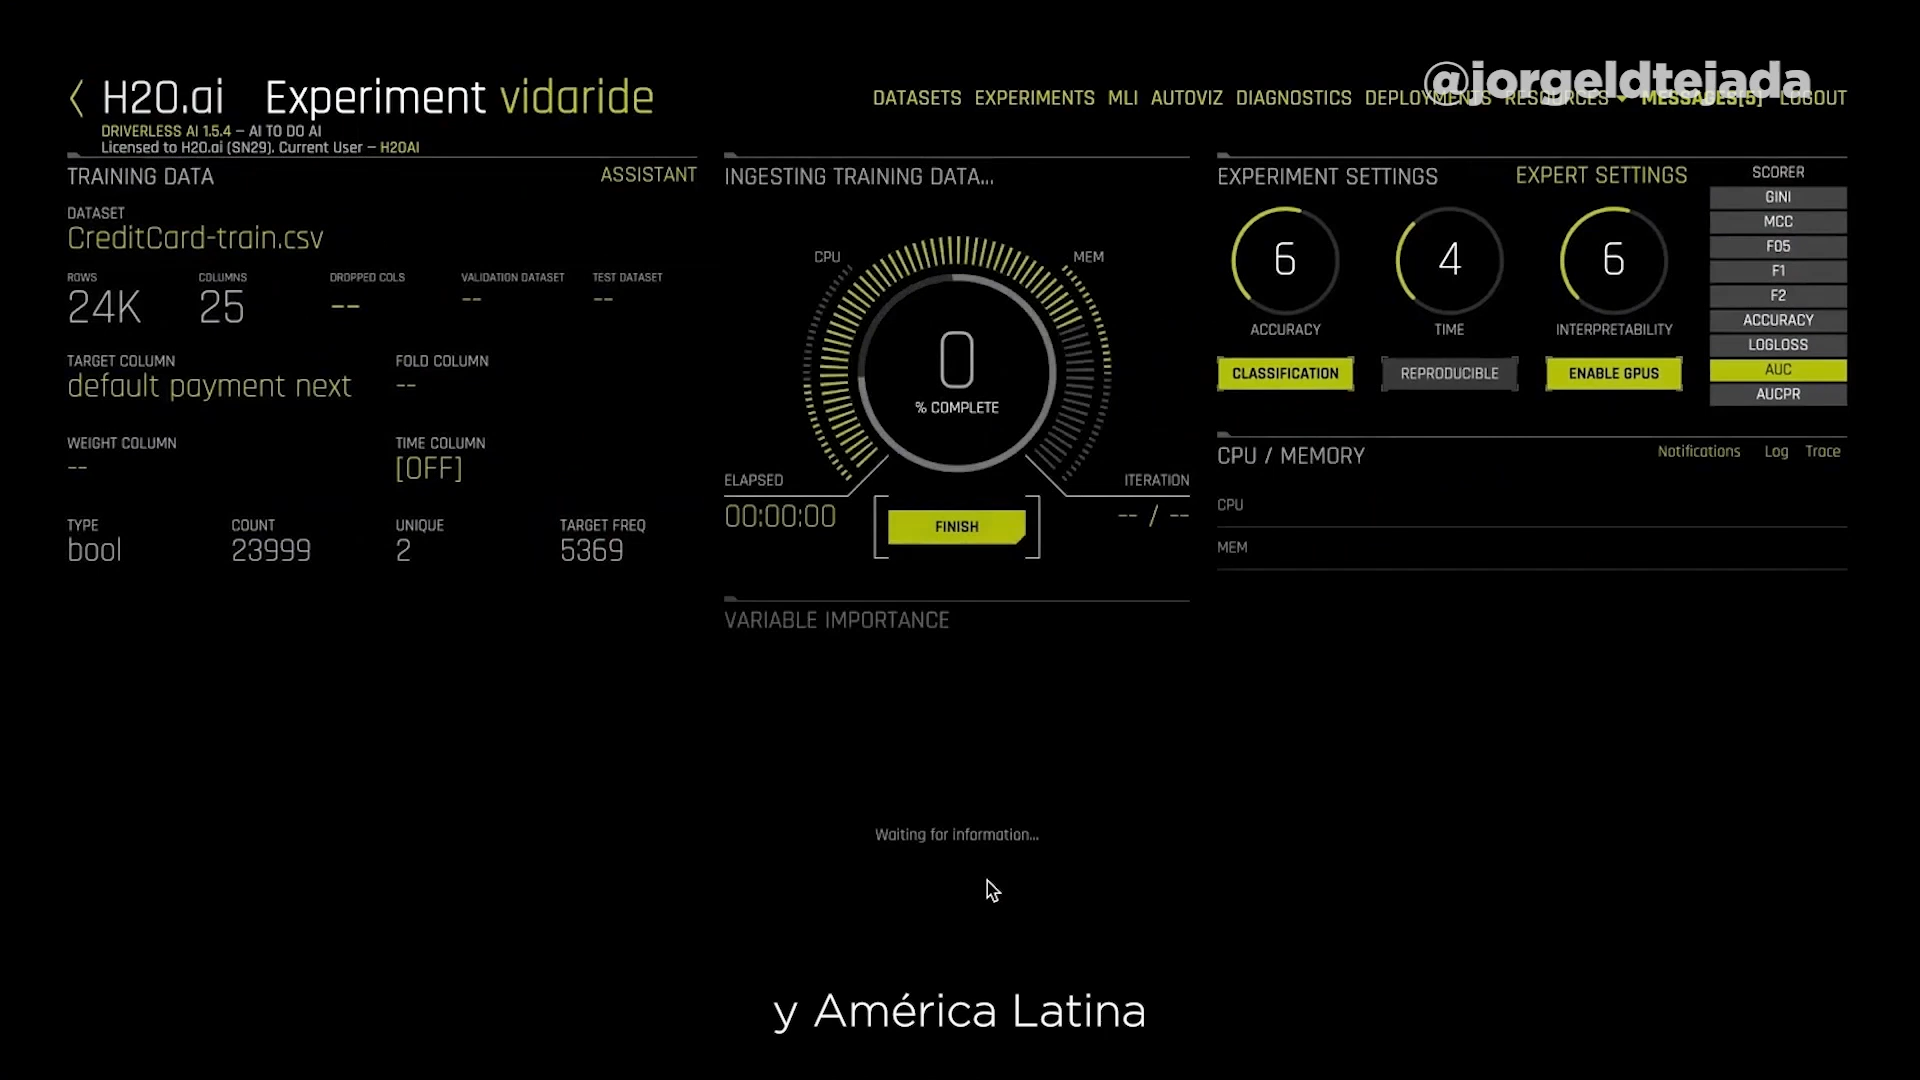 H2O.ai Experiment vidaride
DRIVERLESS AI 1.5.4 – AI TO DO AI
Licensed to H2O.ai (SN29). Current User – H2OAI
DATASETS EXPERIMENTS MLI AUTOVIZ DIAGNOSTICS DEPLOYMENTS RESOURCES MESSAGES[5] LOGOUT
@jorgeldtejada
TRAINING DATA
ASSISTANT
DATASET
CreditCard-train.csv
ROWS COLUMNS DROPPED COLS VALIDATION DATASET TEST DATASET
24K 25 -- -- --
TARGET COLUMN FOLD COLUMN
default payment next --
WEIGHT COLUMN TIME COLUMN
-- [OFF]
TYPE COUNT UNIQUE TARGET FREQ
bool 23999 2 5369
INGESTING TRAINING DATA...
CPU MEM
0
% COMPLETE
ELAPSED ITERATION
00:00:00 -- / --
FINISH
VARIABLE IMPORTANCE
Waiting for information...
EXPERIMENT SETTINGS
EXPERT SETTINGS
6 4 6
ACCURACY TIME INTERPRETABILITY
CLASSIFICATION REPRODUCIBLE ENABLE GPUS
SCORER
GINI
MCC
F05
F1
F2
ACCURACY
LOGLOSS
AUC
AUCPR
CPU / MEMORY
Notifications Log Trace
CPU
MEM
y América Latina